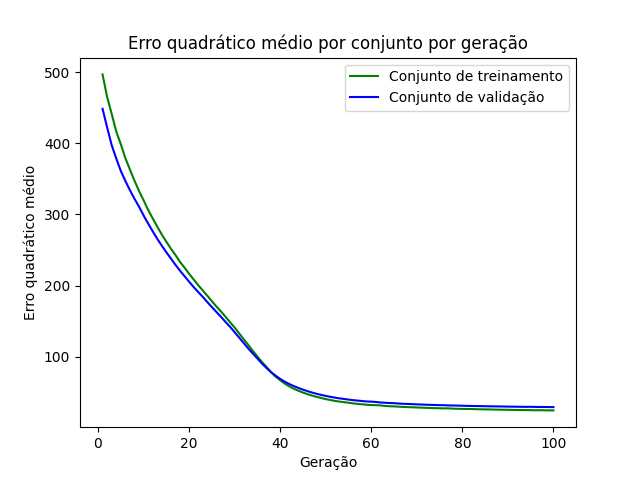 Erro quadrático médio por conjunto por geração
Conjunto de treinamento
Conjunto de validação
Erro quadrático médio
500
400
300
200
100
0
20
40
60
80
100
Geração